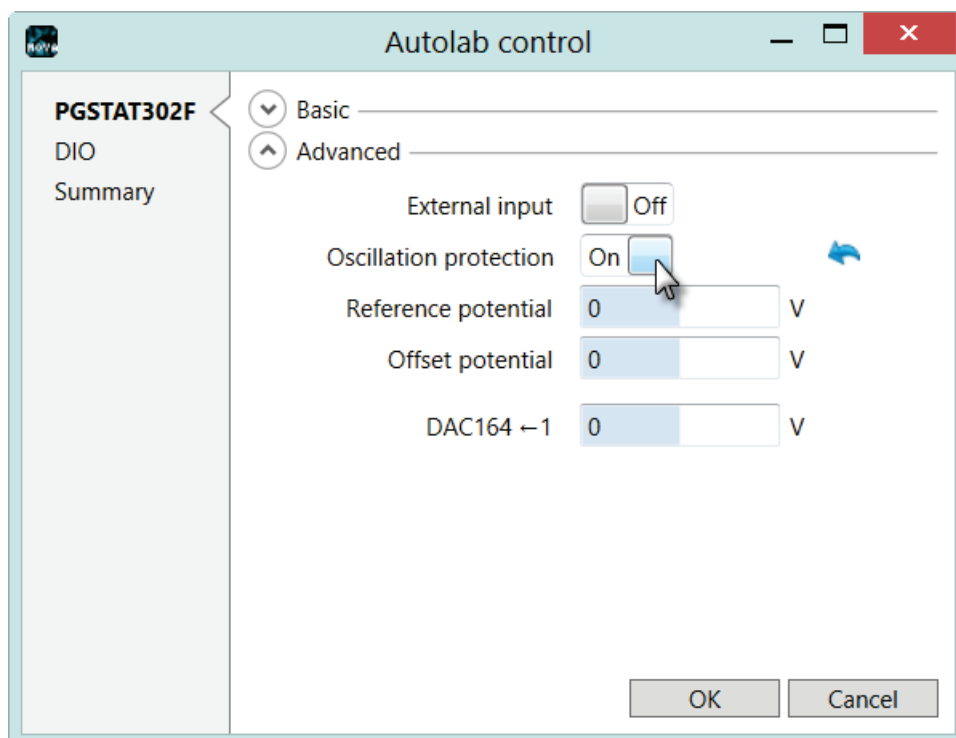 Autolab control
PGSTAT302F
DIO
Summary
Basic
Advanced
External input Off
Oscillation protection On
Reference potential 0 V
Offset potential 0 V
DAC164 ←1 0 V
OK Cancel